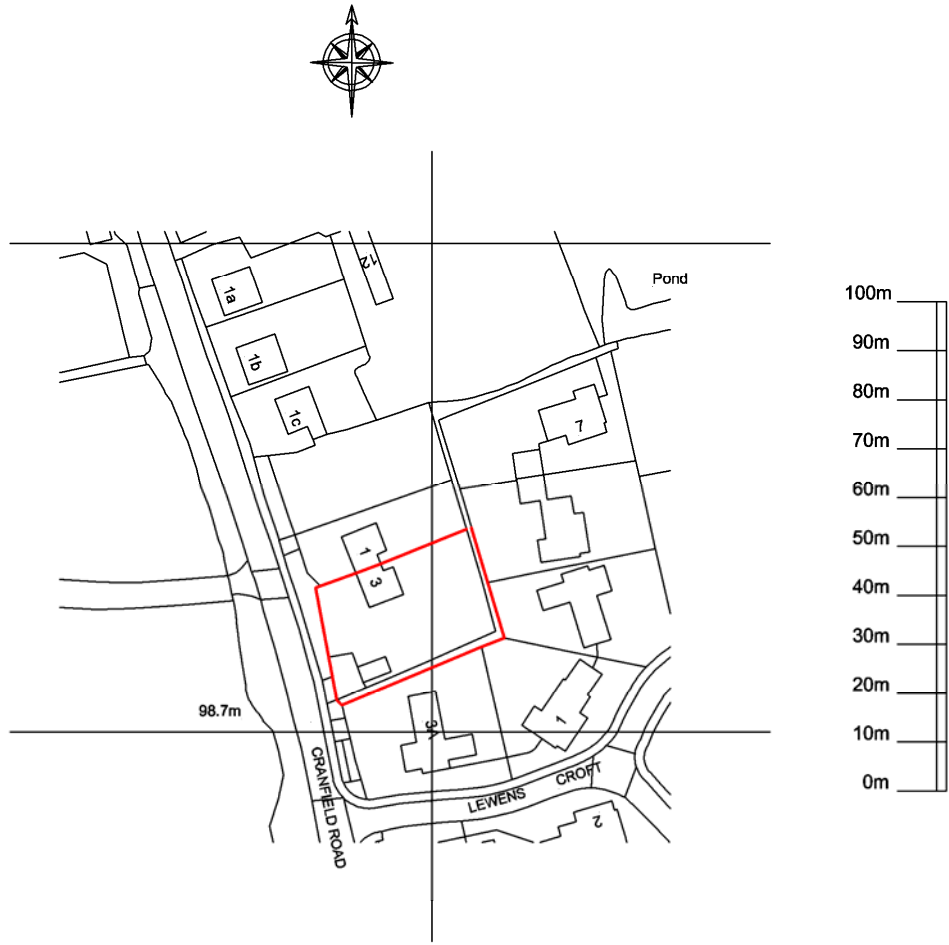 Pond
12
1a
1b
1c
7
1
3
98.7m
3A
1
CRANFIELD ROAD
LEWENS CROFT
2
100m
90m
80m
70m
60m
50m
40m
30m
20m
10m
0m